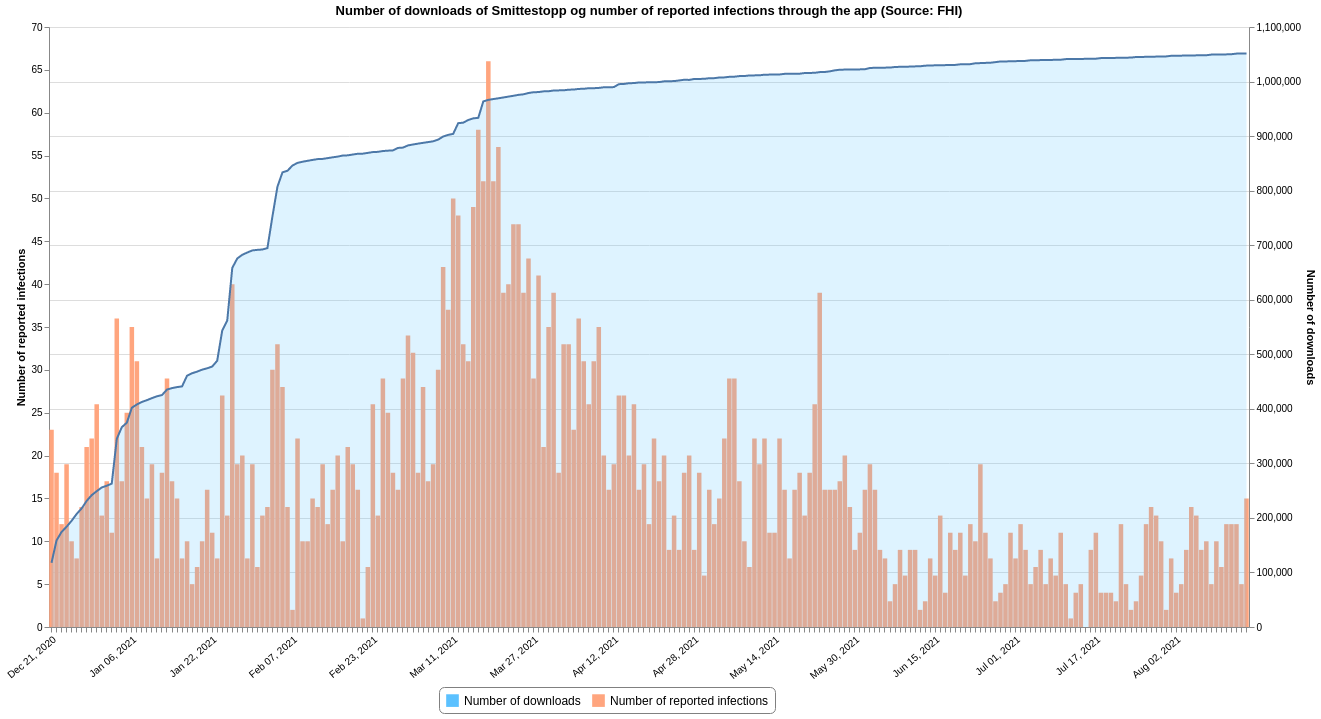 Number of downloads of Smittestopp og number of reported infections through the app (Source: FHI)
70
65
60
55
50
45
40
35
30
25
20
15
10
5
0
Number of reported infections
1,100,000
1,000,000
900,000
800,000
700,000
600,000
500,000
400,000
300,000
200,000
100,000
0
Number of downloads
Dec 21, 2020
Jan 06, 2021
Jan 22, 2021
Feb 07, 2021
Feb 23, 2021
Mar 11, 2021
Mar 27, 2021
Apr 12, 2021
Apr 28, 2021
May 14, 2021
May 30, 2021
Jun 15, 2021
Jul 01, 2021
Jul 17, 2021
Aug 02, 2021
Number of downloads
Number of reported infections